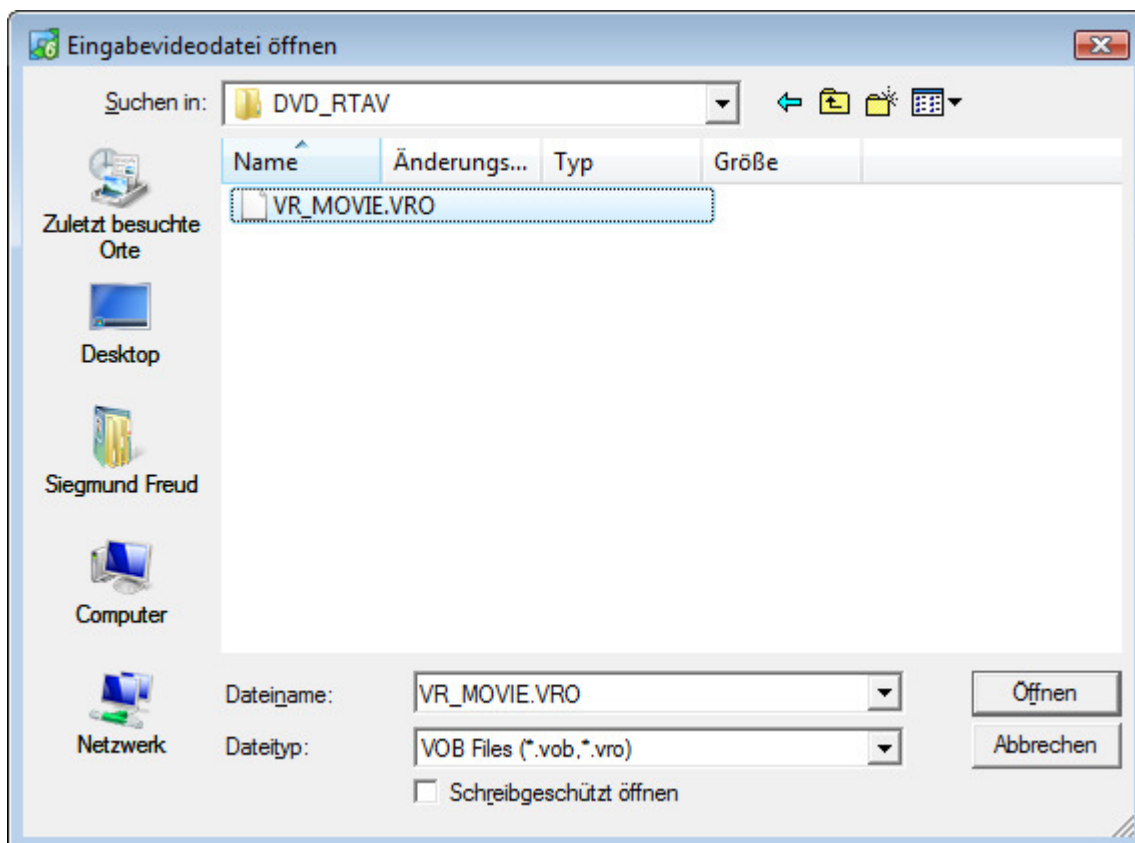 Eingabevideodatei öffnen
Suchen in: DVD_RTAV
Name Änderungs... Typ Größe
VR_MOVIE.VRO
Zuletzt besuchte
Orte
Desktop
Siegmund Freud
Computer
Netzwerk
Dateiname: VR_MOVIE.VRO Öffnen
Dateityp: VOB Files (*.vob,*.vro) Abbrechen
Schreibgeschützt öffnen